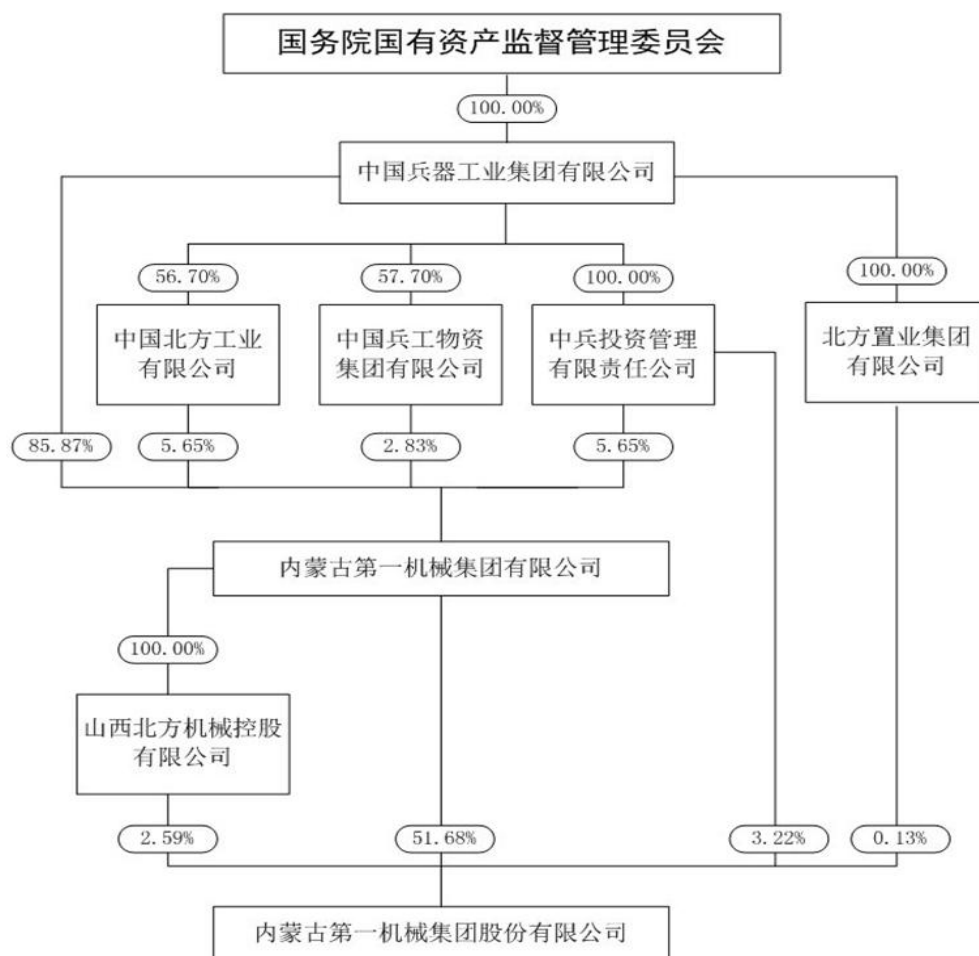 国务院国有资产监督管理委员会
100.00%
中国兵器工业集团有限公司
56.70%
57.70%
100.00%
100.00%
中国北方工业
有限公司
中国兵工物资
集团有限公司
中兵投资管理
有限责任公司
北方置业集团
有限公司
85.87%
5.65%
2.83%
5.65%
内蒙古第一机械集团有限公司
100.00%
山西北方机械控股
有限公司
2.59%
51.68%
3.22%
0.13%
内蒙古第一机械集团股份有限公司